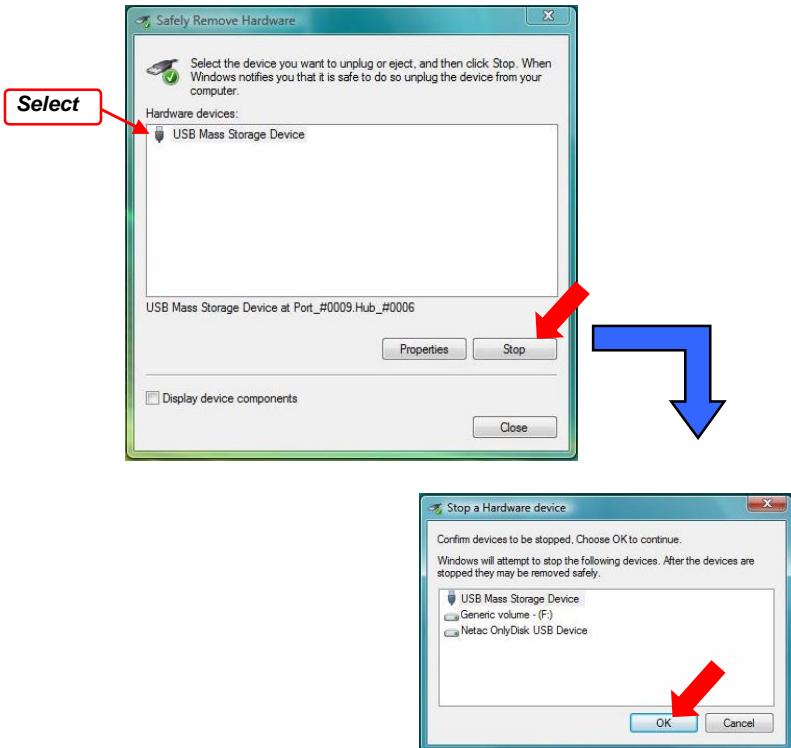 Safely Remove Hardware
Select the device you want to unplug or eject, and then click Stop. When
Windows notifies you that it is safe to do so unplug the device from your
computer.
Select
Hardware devices:
USB Mass Storage Device
USB Mass Storage Device at Port_#0009.Hub_#0006
Properties
Stop
Display device components
Close
Stop a Hardware device
Confirm devices to be stopped, Choose OK to continue.
Windows will attempt to stop the following devices. After the devices are
stopped they may be removed safely.
USB Mass Storage Device
Generic volume - (F:)
Netac OnlyDisk USB Device
OK
Cancel